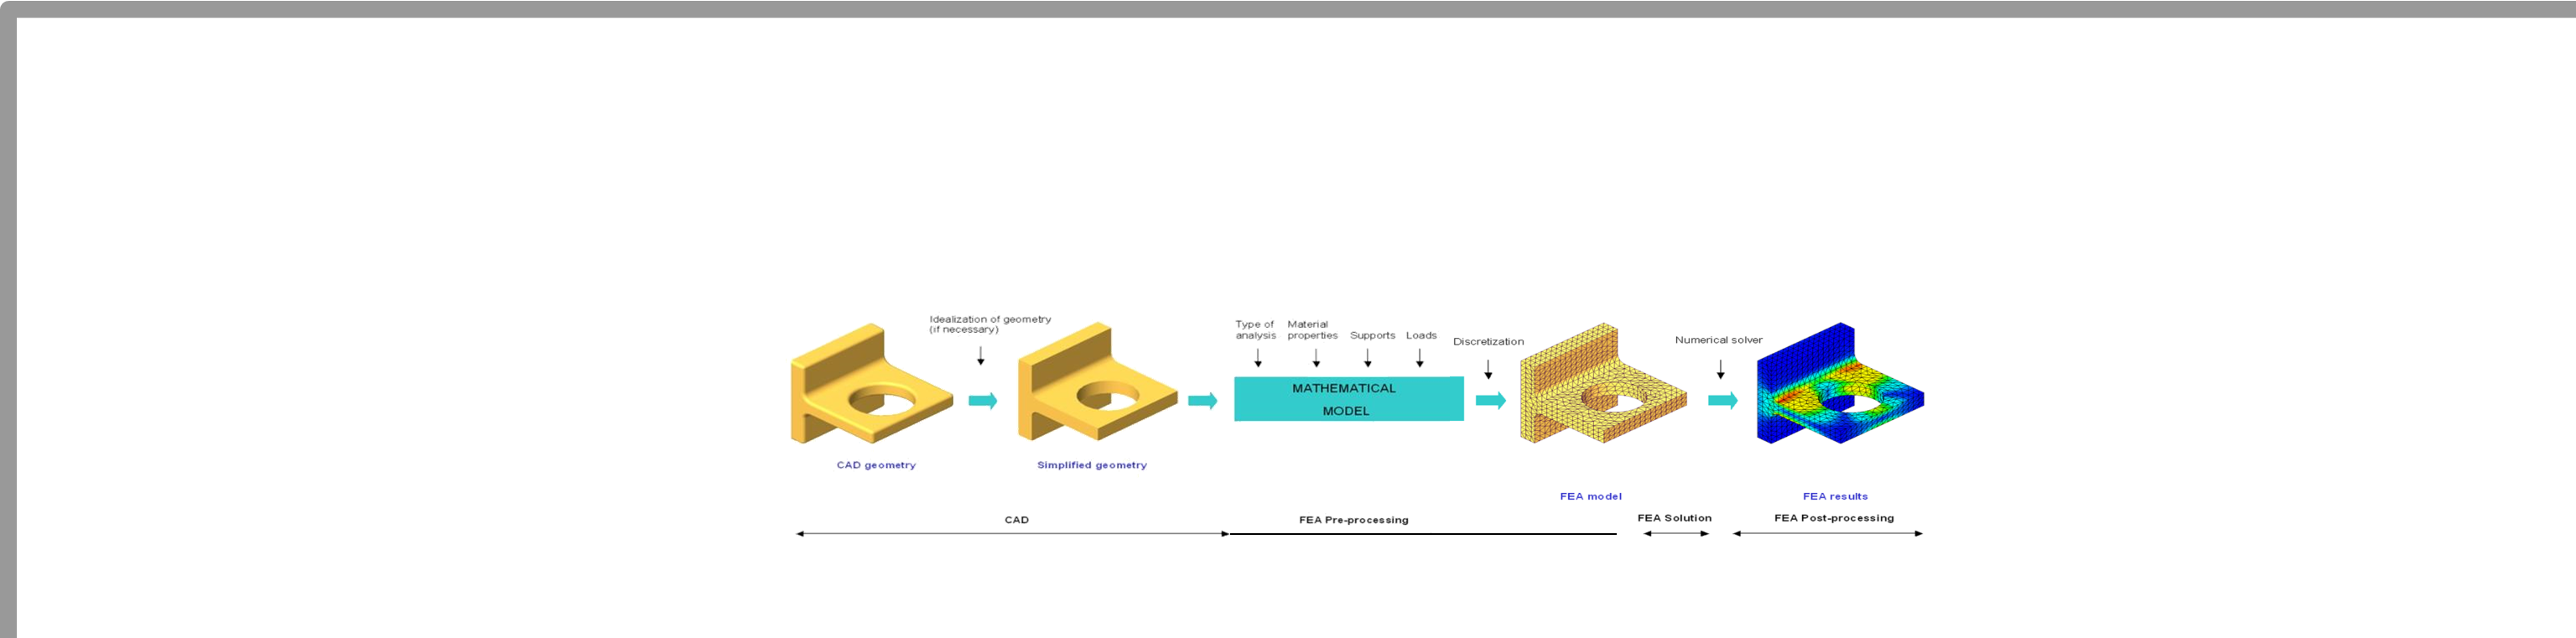 Idealization of geometry
(if necessary)
Type of
analysis
Material
properties
Supports
Loads
Discretization
Numerical solver
MATHEMATICAL
MODEL
CAD geometry
Simplified geometry
FEA model
FEA results
CAD
FEA Pre-processing
FEA Solution
FEA Post-processing